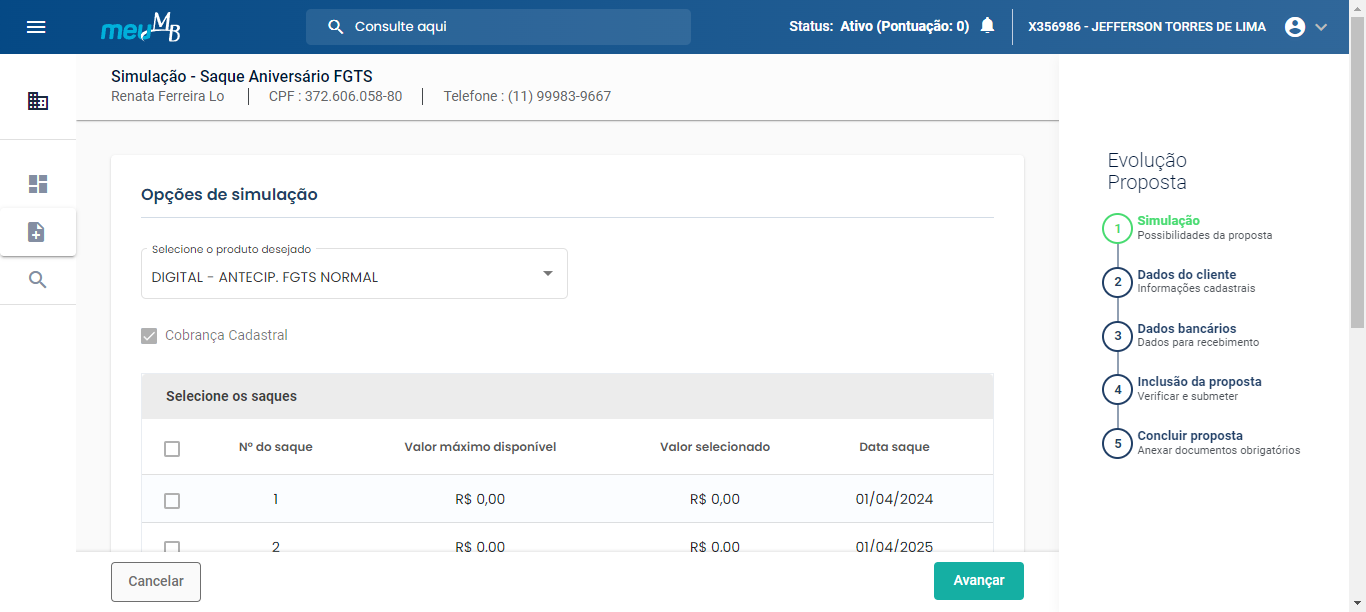 meu MB
Consulte aqui
Status: Ativo (Pontuação: 0)
X356986 - JEFFERSON TORRES DE LIMA
Simulação - Saque Aniversário FGTS
Renata Ferreira Lo | CPF : 372.606.058-80 | Telefone : (11) 99983-9667
Opções de simulação
Selecione o produto desejado
DIGITAL - ANTECIP. FGTS NORMAL
Cobrança Cadastral
Selecione os saques
Nº do saque Valor máximo disponível Valor selecionado Data saque
1 R$ 0,00 R$ 0,00 01/04/2024
2 R$ 0,00 R$ 0,00 01/04/2025
Cancelar
Avançar
Evolução
Proposta
1 Simulação
Possibilidades da proposta
2 Dados do cliente
Informações cadastrais
3 Dados bancários
Dados para recebimento
4 Inclusão da proposta
Verificar e submeter
5 Concluir proposta
Anexar documentos obrigatórios